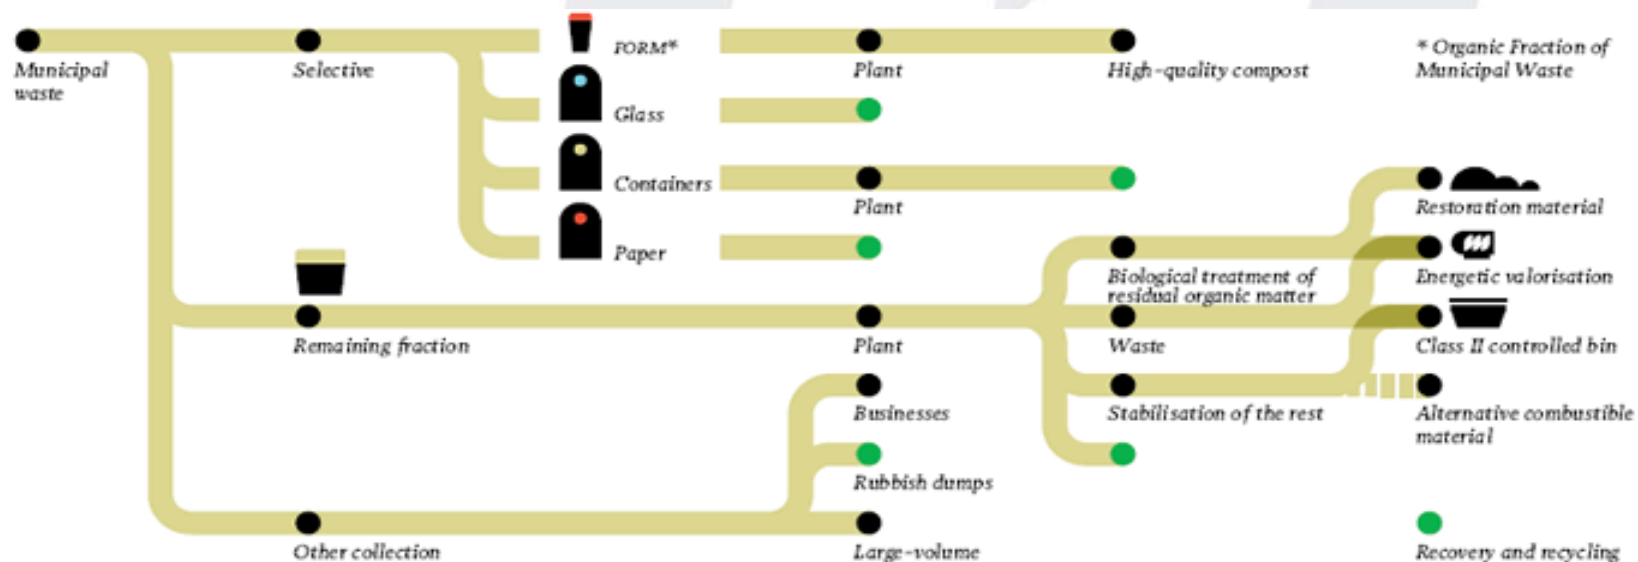 Municipal
waste
Selective
FORM*
Plant
High-quality compost
* Organic Fraction of
Municipal Waste
Glass
Containers
Plant
Restoration material
Paper
Biological treatment of
residual organic matter
Energetic valorisation
Remaining fraction
Plant
Waste
Class II controlled bin
Businesses
Stabilisation of the rest
Alternative combustible
material
Rubbish dumps
Other collection
Large-volume
Recovery and recycling